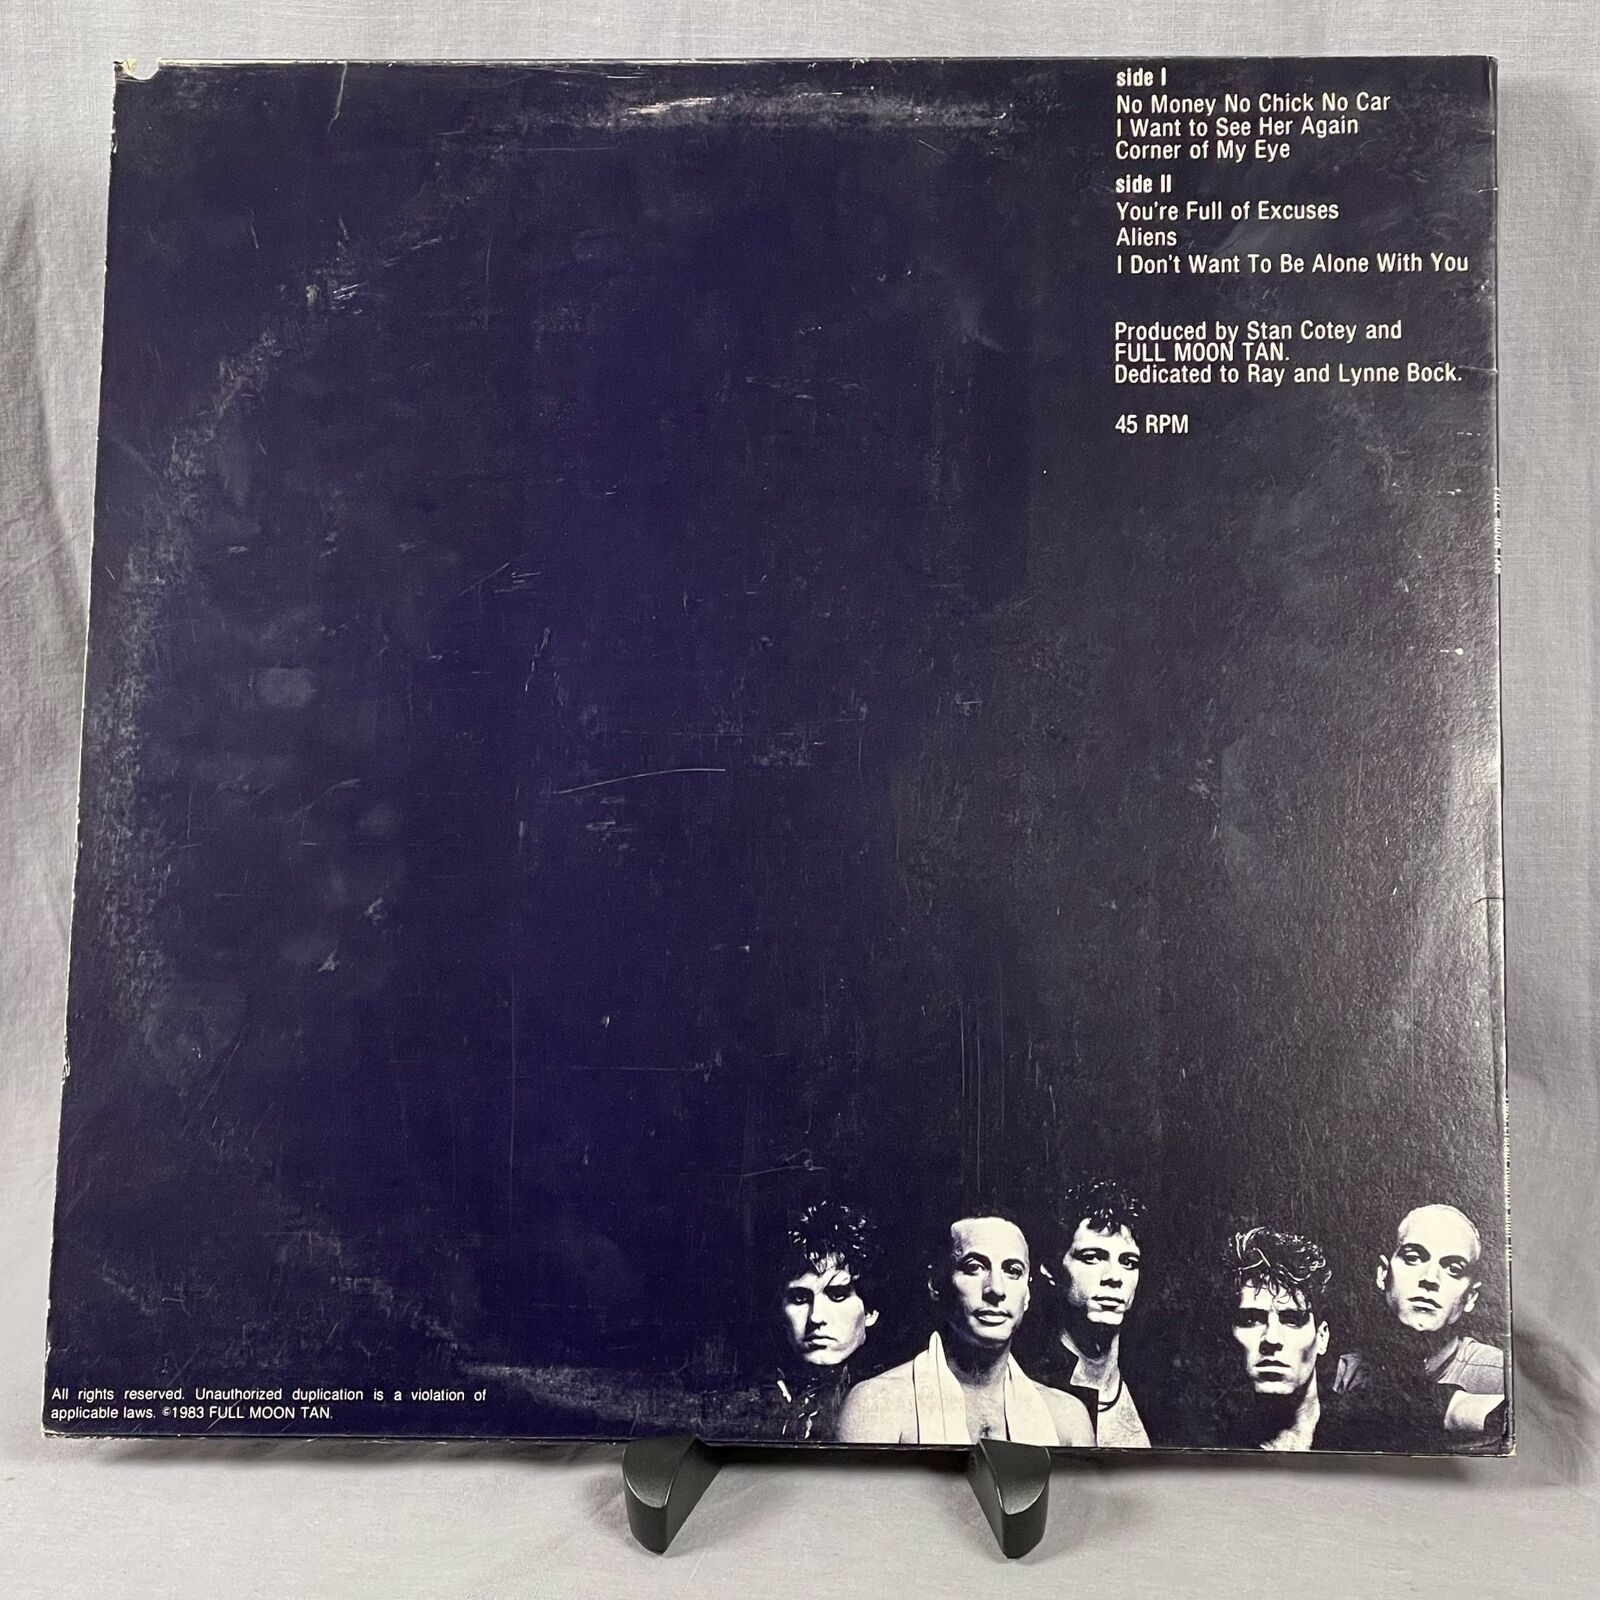 side I
No Money No Chick No Car
I Want to See Her Again
Corner of My Eye
side II
You're Full of Excuses
Aliens
I Don't Want To Be Alone With You
Produced by Stan Cotey and
FULL MOON TAN.
Dedicated to Ray and Lynne Bock.
45 RPM
All rights reserved. Unauthorized duplication is a violation of
applicable laws. ©1983 FULL MOON TAN.